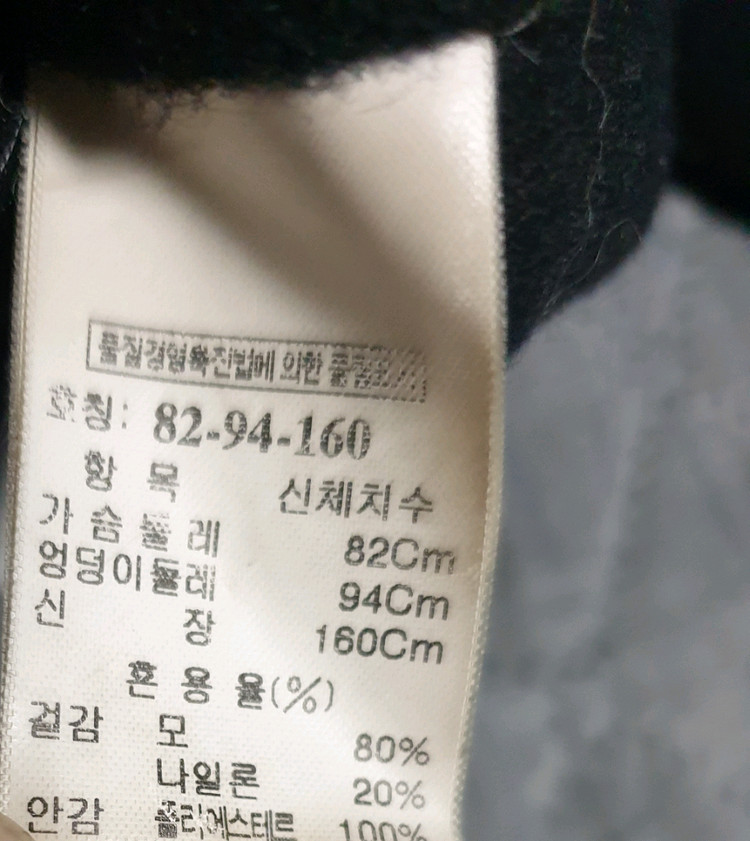 품질경영촉진법에 의한 품질표시
호칭: 82-94-160
항 목 신체치수
가 슴 둘 레 82Cm
엉덩이둘레 94Cm
신 장 160Cm
혼 용 율(%)
겉감 모 80%
나일론 20%
안감 폴리에스테르 100%